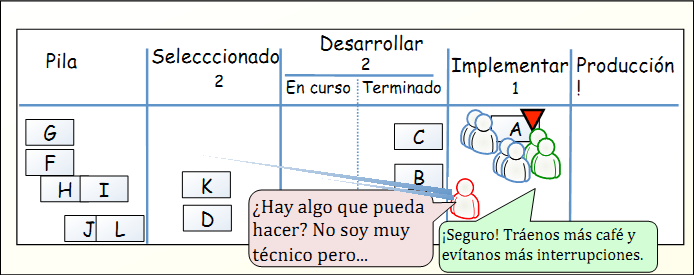 Pila
Selecccionado
2
Desarrollar
2
En curso
Terminado
Implementar
1
Producción
!
G
F
H
I
J
L
K
D
C
B
A
¿Hay algo que pueda
hacer? No soy muy
técnico pero...
¡Seguro! Tráenos más café y
evítanos más interrupciones.